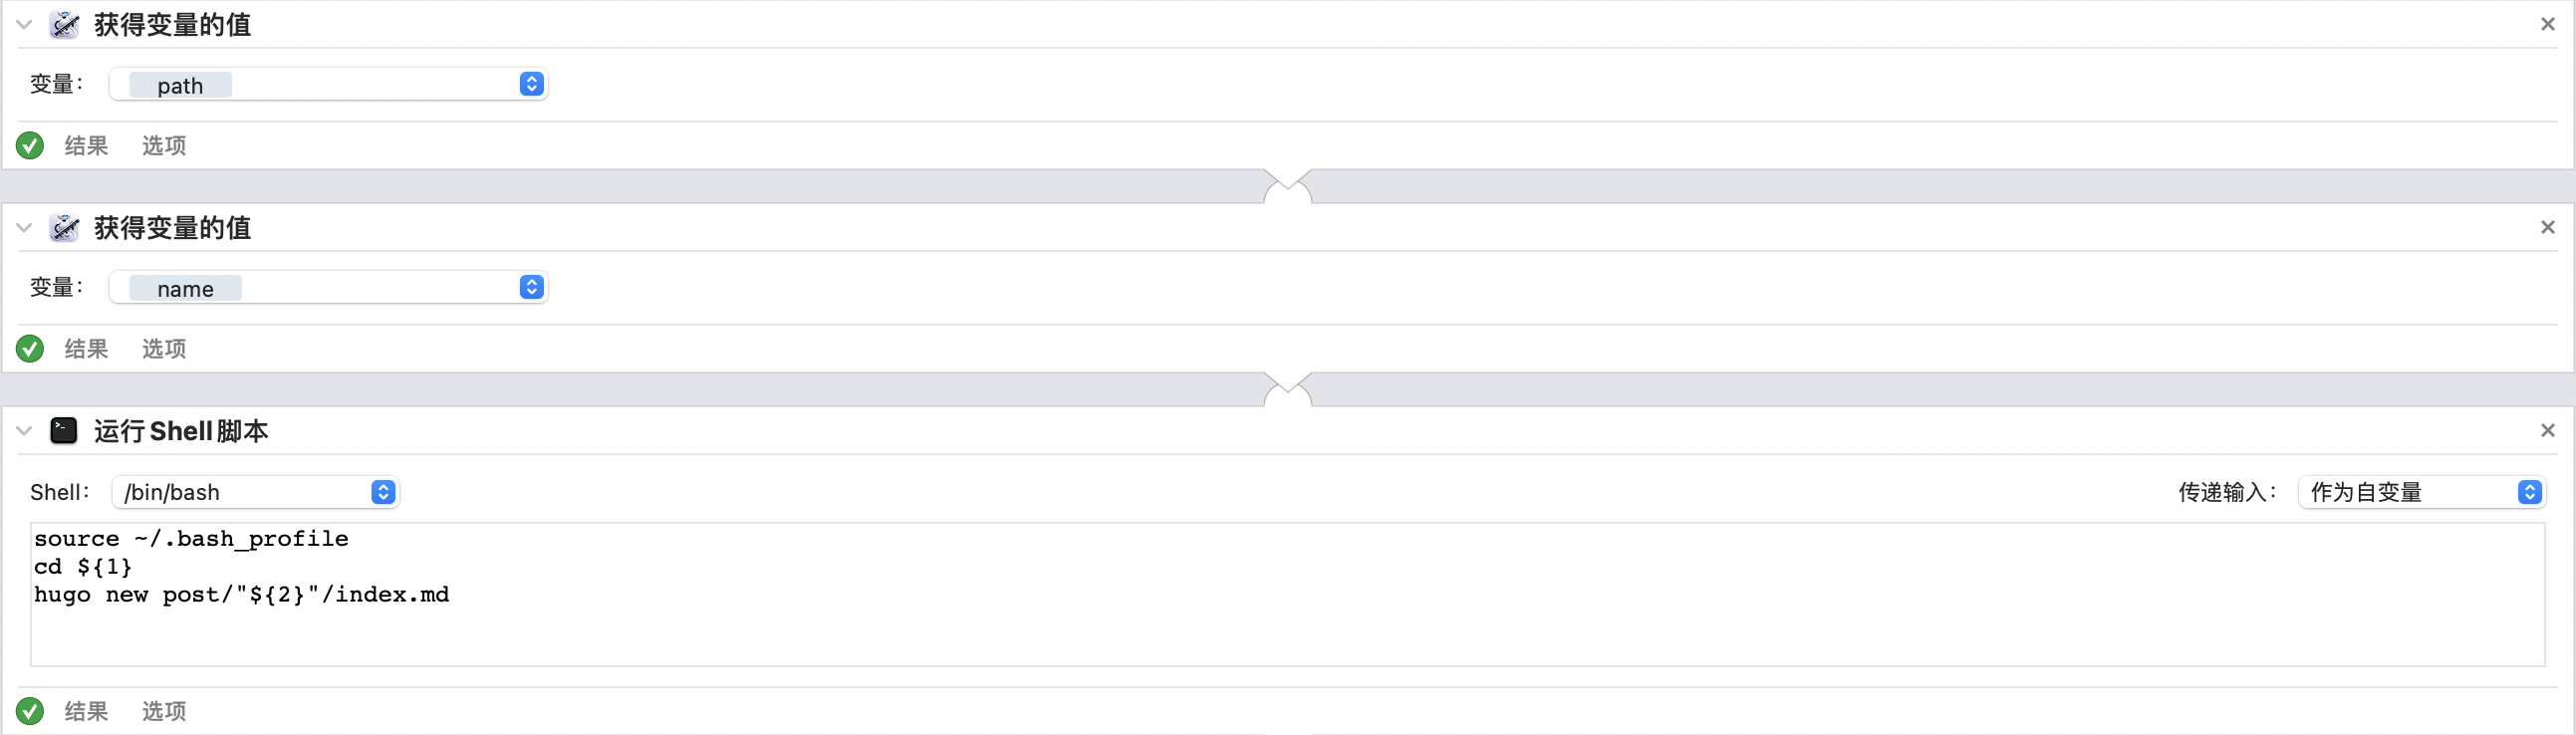 获得变量的值
变量： path
结果 选项
获得变量的值
变量： name
结果 选项
运行 Shell 脚本
Shell： /bin/bash 传递输入： 作为自变量
source ~/.bash_profile
cd ${1}
hugo new post/"${2}"/index.md
结果 选项